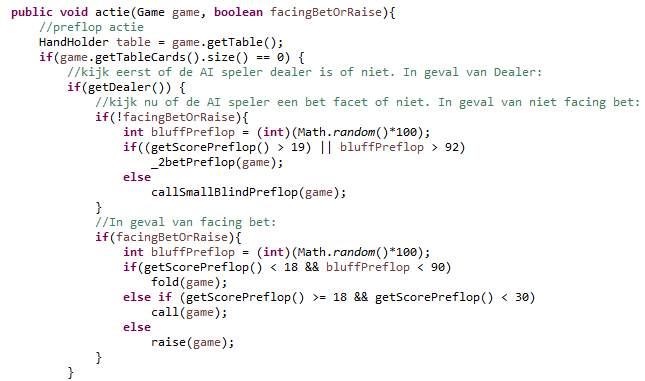 public void actie(Game game, boolean facingBetOrRaise){
//preflop actie
HandHolder table = game.getTable();
if(game.getTableCards().size() == 0) {
//kijk eerst of de AI speler dealer is of niet. In geval van Dealer:
if(getDealer()) {
//kijk nu of de AI speler een bet facet of niet. In geval van niet facing bet:
if(!facingBetOrRaise){
int bluffPreflop = (int)(Math.random()*100);
if((getScorePreflop() > 19) || bluffPreflop > 92)
_2betPreflop(game);
else
callSmallBlindPreflop(game);
}
//In geval van facing bet:
if(facingBetOrRaise){
int bluffPreflop = (int)(Math.random()*100);
if(getScorePreflop() < 18 && bluffPreflop < 90)
fold(game);
else if (getScorePreflop() >= 18 && getScorePreflop() < 30)
call(game);
else
raise(game);
}
}